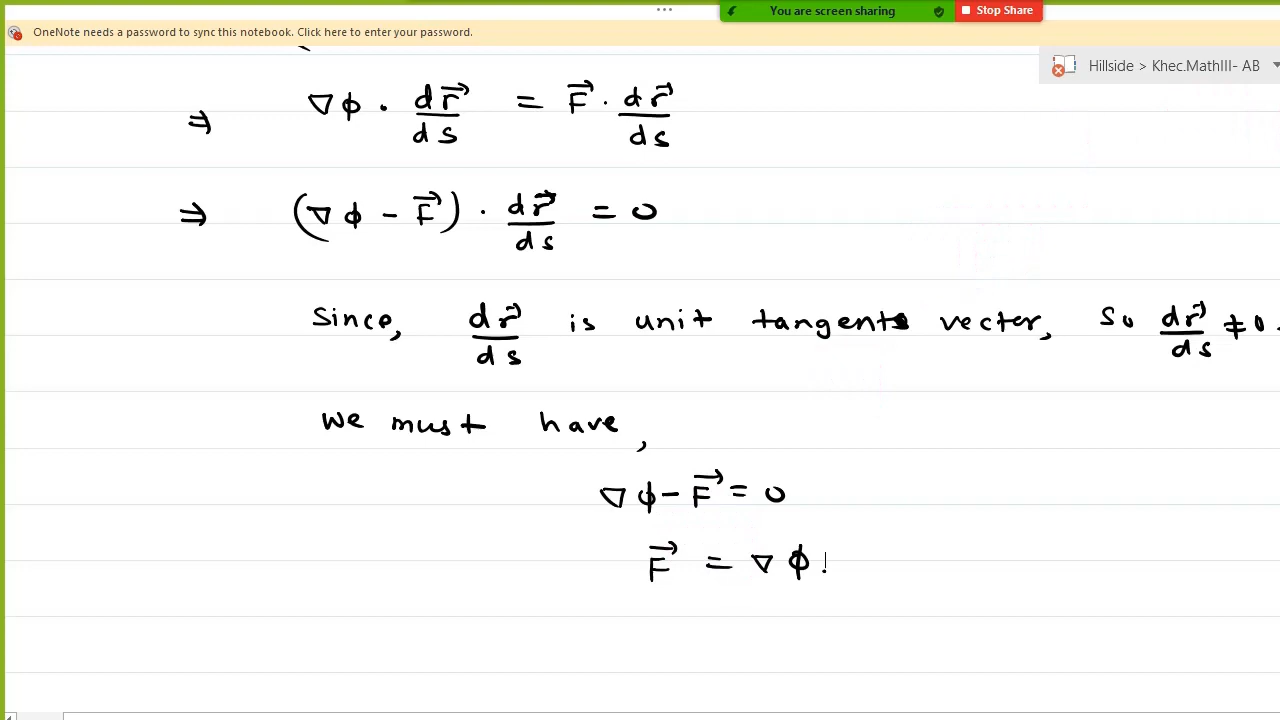 You are screen sharing Stop Share
OneNote needs a password to sync this notebook. Click here to enter your password.
Hillside > Khec.MathIII- AB
⇒ ∇ϕ · dr⃗/ds = F⃗ · dr⃗/ds
⇒ (∇ϕ − F⃗) · dr⃗/ds = 0
Since, dr⃗/ds is unit tangents vecter, So dr⃗/ds ≠ 0.
We must have,
∇ϕ − F⃗ = 0
F⃗ = ∇ϕ